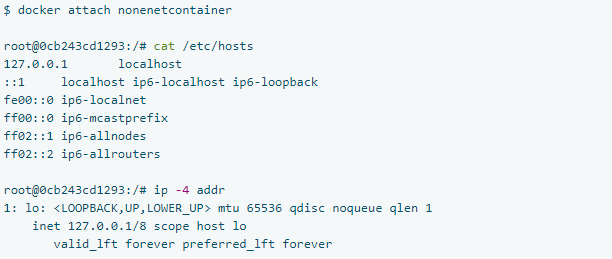 $ docker attach nonenetcontainer
root@0cb243cd1293:/# cat /etc/hosts
127.0.0.1       localhost
::1     localhost ip6-localhost ip6-loopback
fe00::0 ip6-localnet
ff00::0 ip6-mcastprefix
ff02::1 ip6-allnodes
ff02::2 ip6-allrouters
root@0cb243cd1293:/# ip -4 addr
1: lo: <LOOPBACK,UP,LOWER_UP> mtu 65536 qdisc noqueue qlen 1
    inet 127.0.0.1/8 scope host lo
       valid_lft forever preferred_lft forever